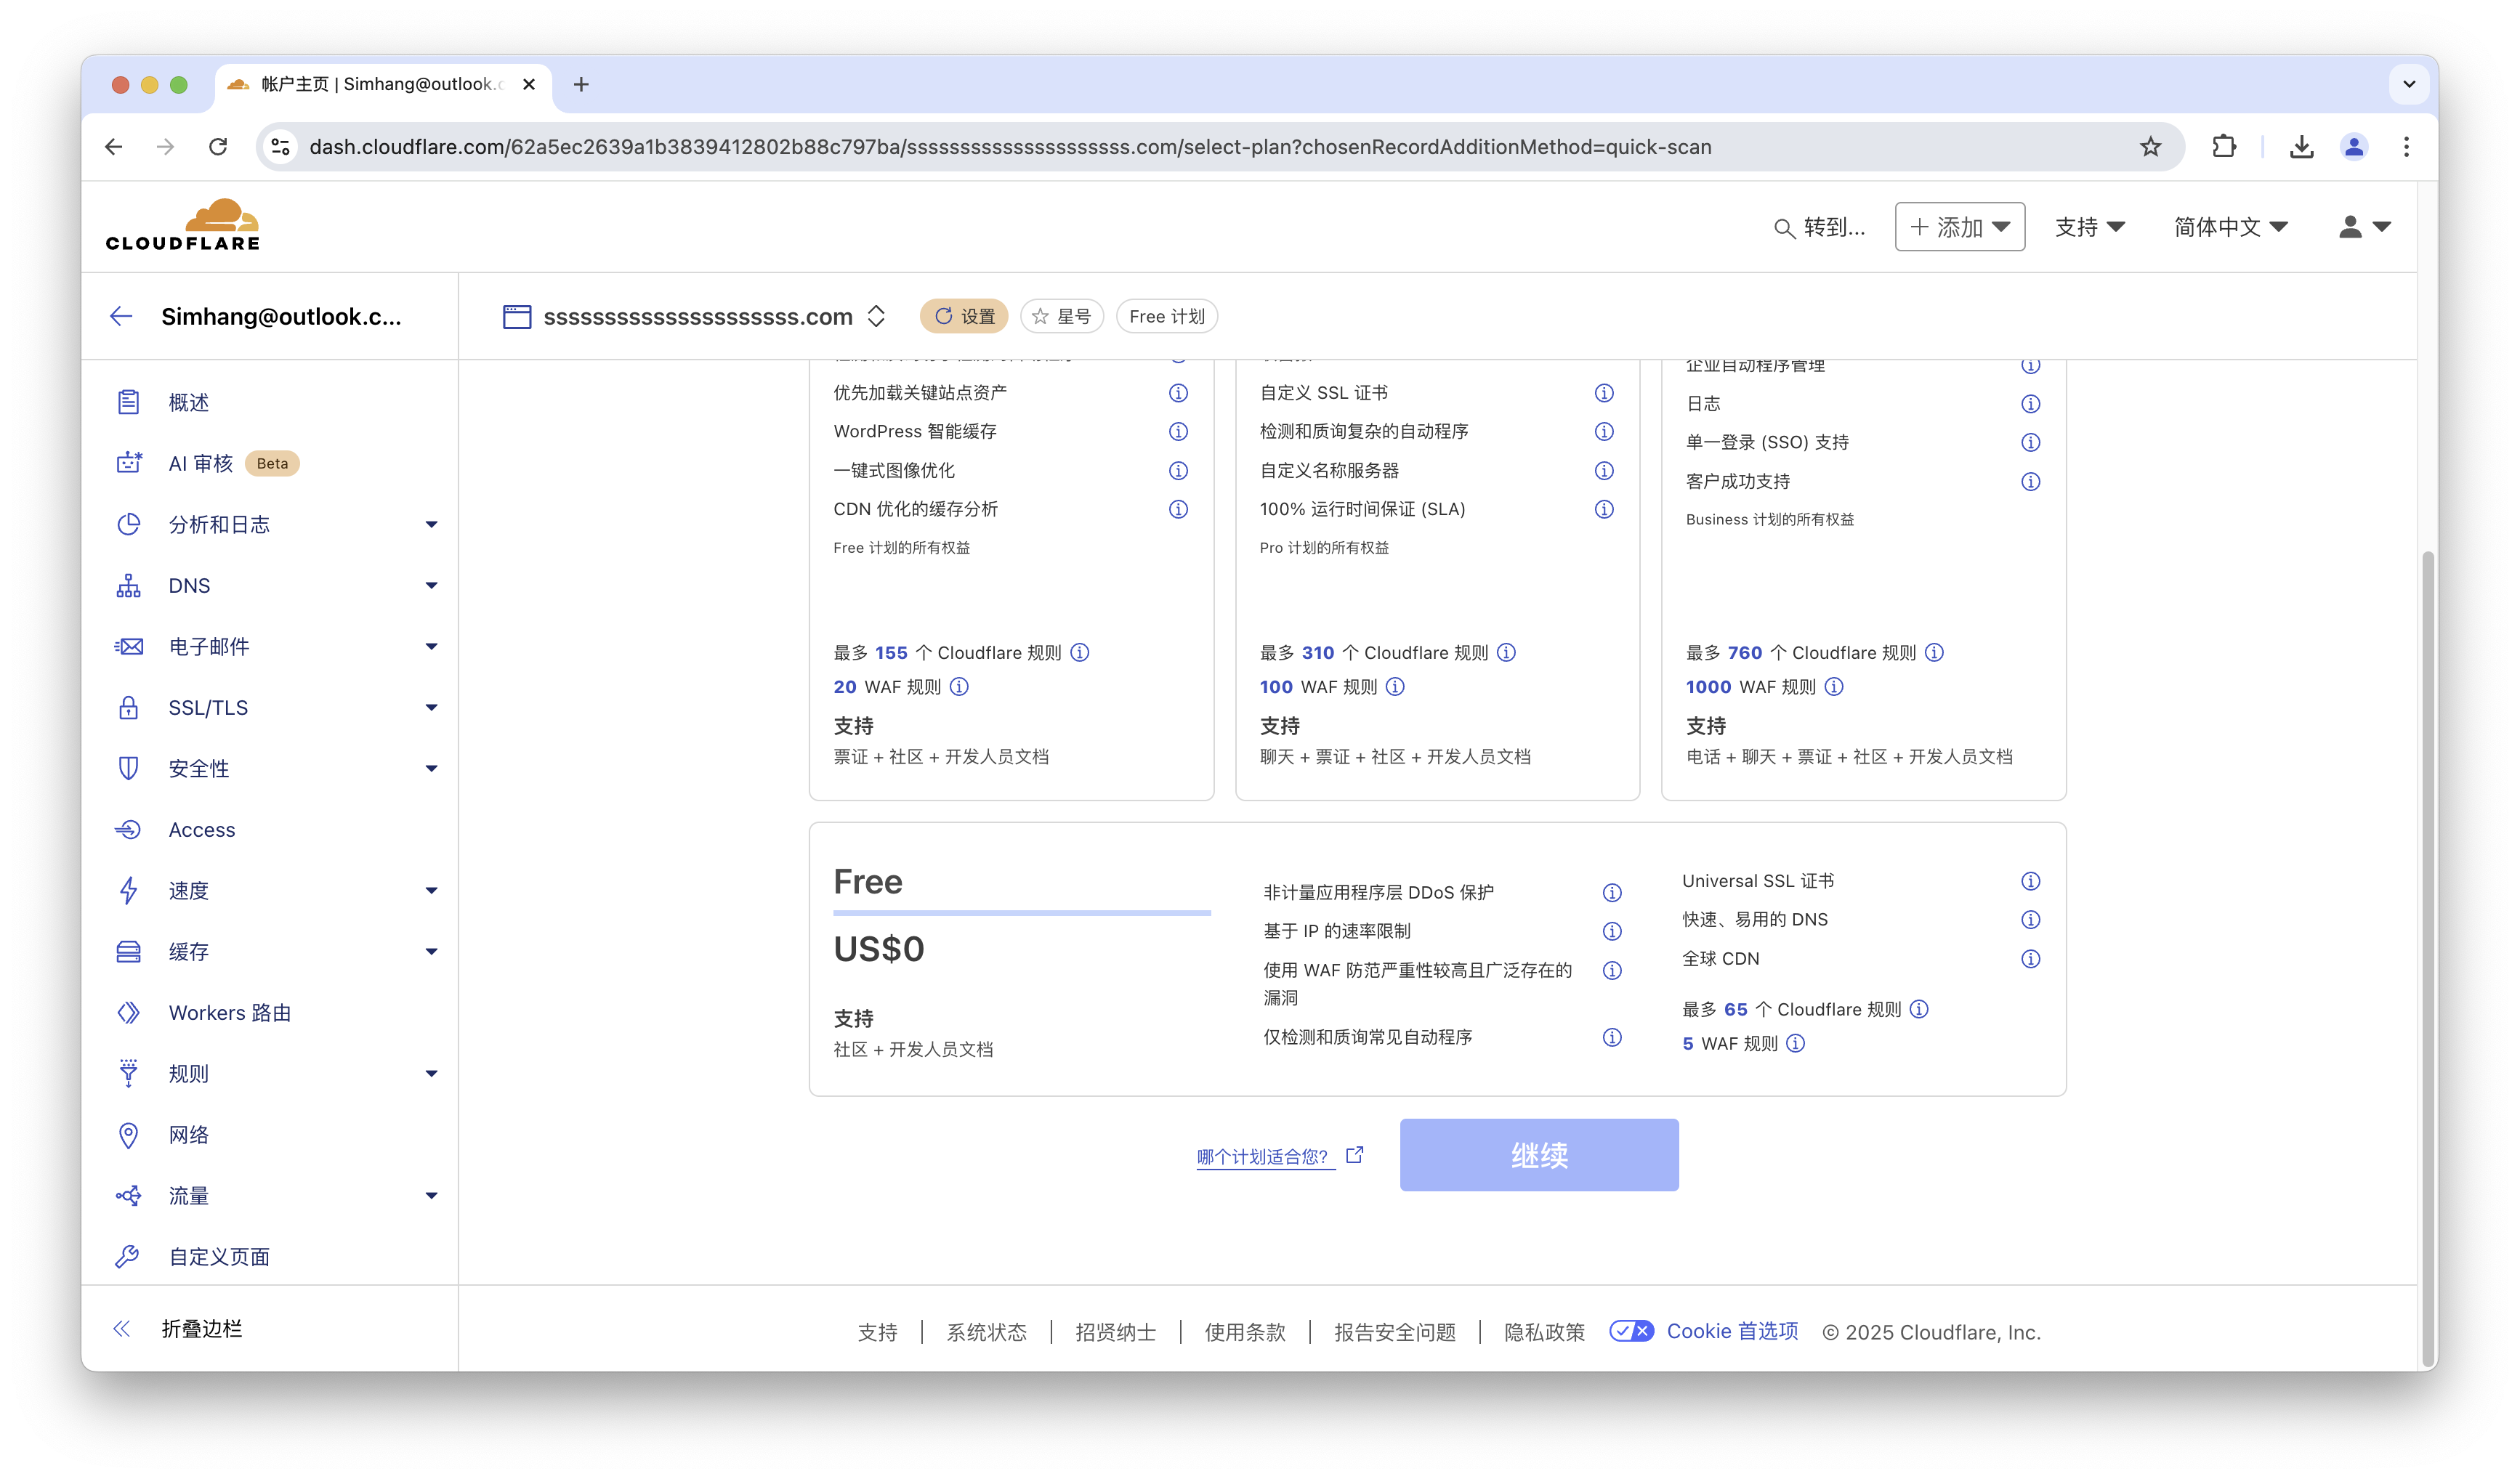 帐户主页 | Simhang@outlook.c
dash.cloudflare.com/62a5ec2639a1b3839412802b88c797ba/sssssssssssssssssssss.com/select-plan?chosenRecordAdditionMethod=quick-scan
CLOUDFLARE
转到...
添加
支持
简体中文
Simhang@outlook.c...
sssssssssssssssssssss.com
设置
星号
Free 计划
概述
AI 审核 Beta
分析和日志
DNS
电子邮件
SSL/TLS
安全性
Access
速度
缓存
Workers 路由
规则
网络
流量
自定义页面
折叠边栏
优先加载关键站点资产
WordPress 智能缓存
一键式图像优化
CDN 优化的缓存分析
Free 计划的所有权益
最多 155 个 Cloudflare 规则
20 WAF 规则
支持
票证 + 社区 + 开发人员文档
自定义 SSL 证书
检测和质询复杂的自动程序
自定义名称服务器
100% 运行时间保证 (SLA)
Pro 计划的所有权益
最多 310 个 Cloudflare 规则
100 WAF 规则
支持
聊天 + 票证 + 社区 + 开发人员文档
企业自动程序管理
日志
单一登录 (SSO) 支持
客户成功支持
Business 计划的所有权益
最多 760 个 Cloudflare 规则
1000 WAF 规则
支持
电话 + 聊天 + 票证 + 社区 + 开发人员文档
Free
US$0
支持
社区 + 开发人员文档
非计量应用程序层 DDoS 保护
基于 IP 的速率限制
使用 WAF 防范严重性较高且广泛存在的
漏洞
仅检测和质询常见自动程序
Universal SSL 证书
快速、易用的 DNS
全球 CDN
最多 65 个 Cloudflare 规则
5 WAF 规则
哪个计划适合您?
继续
支持
系统状态
招贤纳士
使用条款
报告安全问题
隐私政策
Cookie 首选项
© 2025 Cloudflare, Inc.